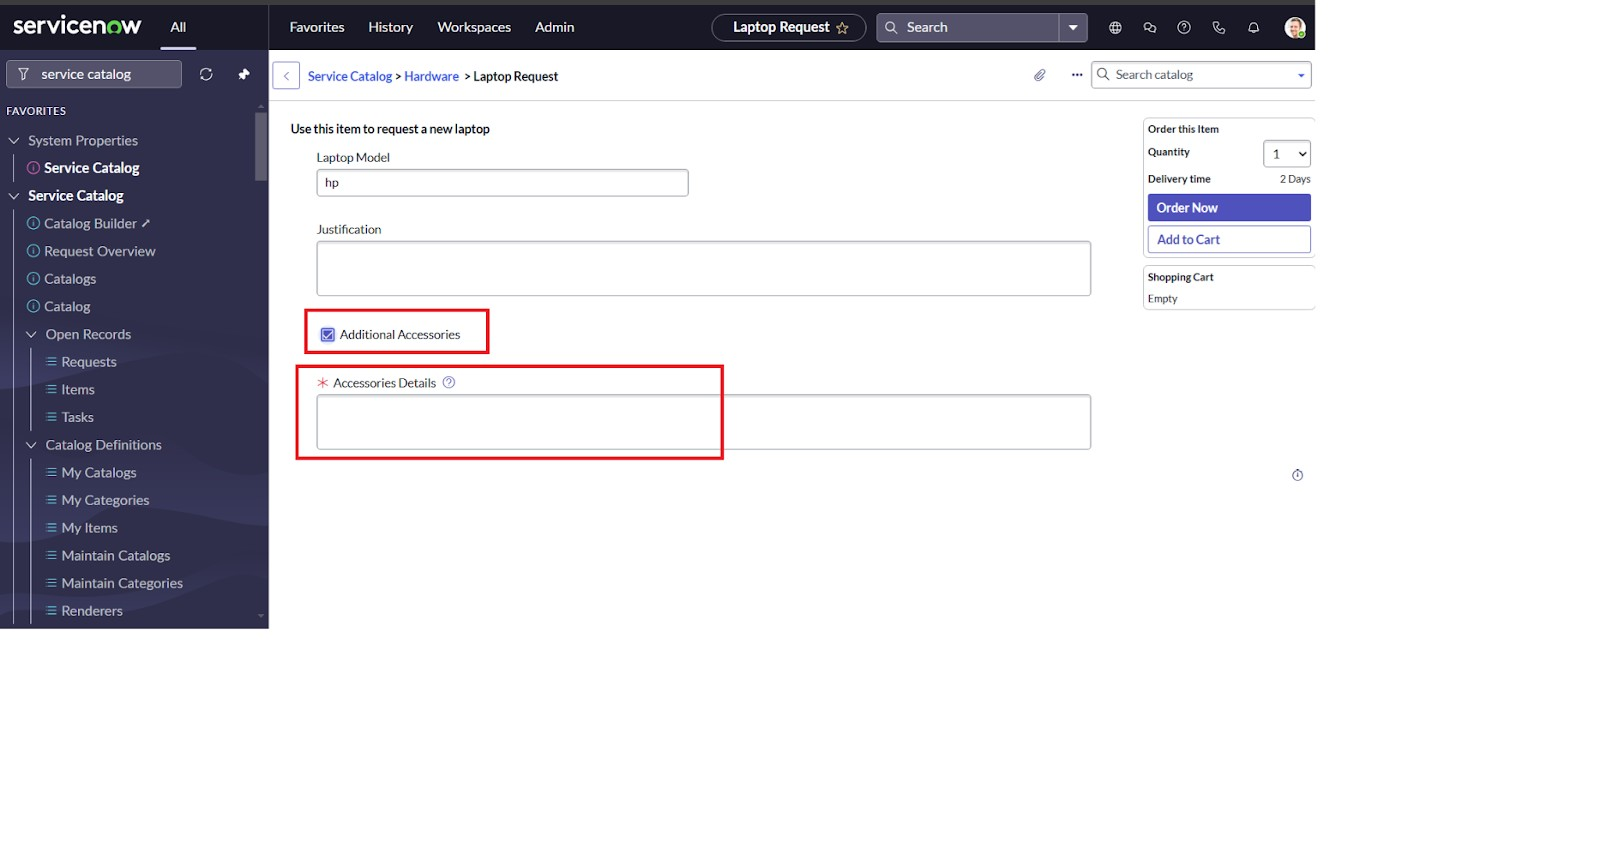 servicenow
All
Favorites
History
Workspaces
Admin
Laptop Request
Search
service catalog
FAVORITES
System Properties
Service Catalog
Service Catalog
Catalog Builder
Request Overview
Catalogs
Catalog
Open Records
Requests
Items
Tasks
Catalog Definitions
My Catalogs
My Categories
My Items
Maintain Catalogs
Maintain Categories
Renderers
Service Catalog > Hardware > Laptop Request
Search catalog
Use this item to request a new laptop
Laptop Model
hp
Justification
Additional Accessories
* Accessories Details
Order this Item
Quantity
1
Delivery time
2 Days
Order Now
Add to Cart
Shopping Cart
Empty